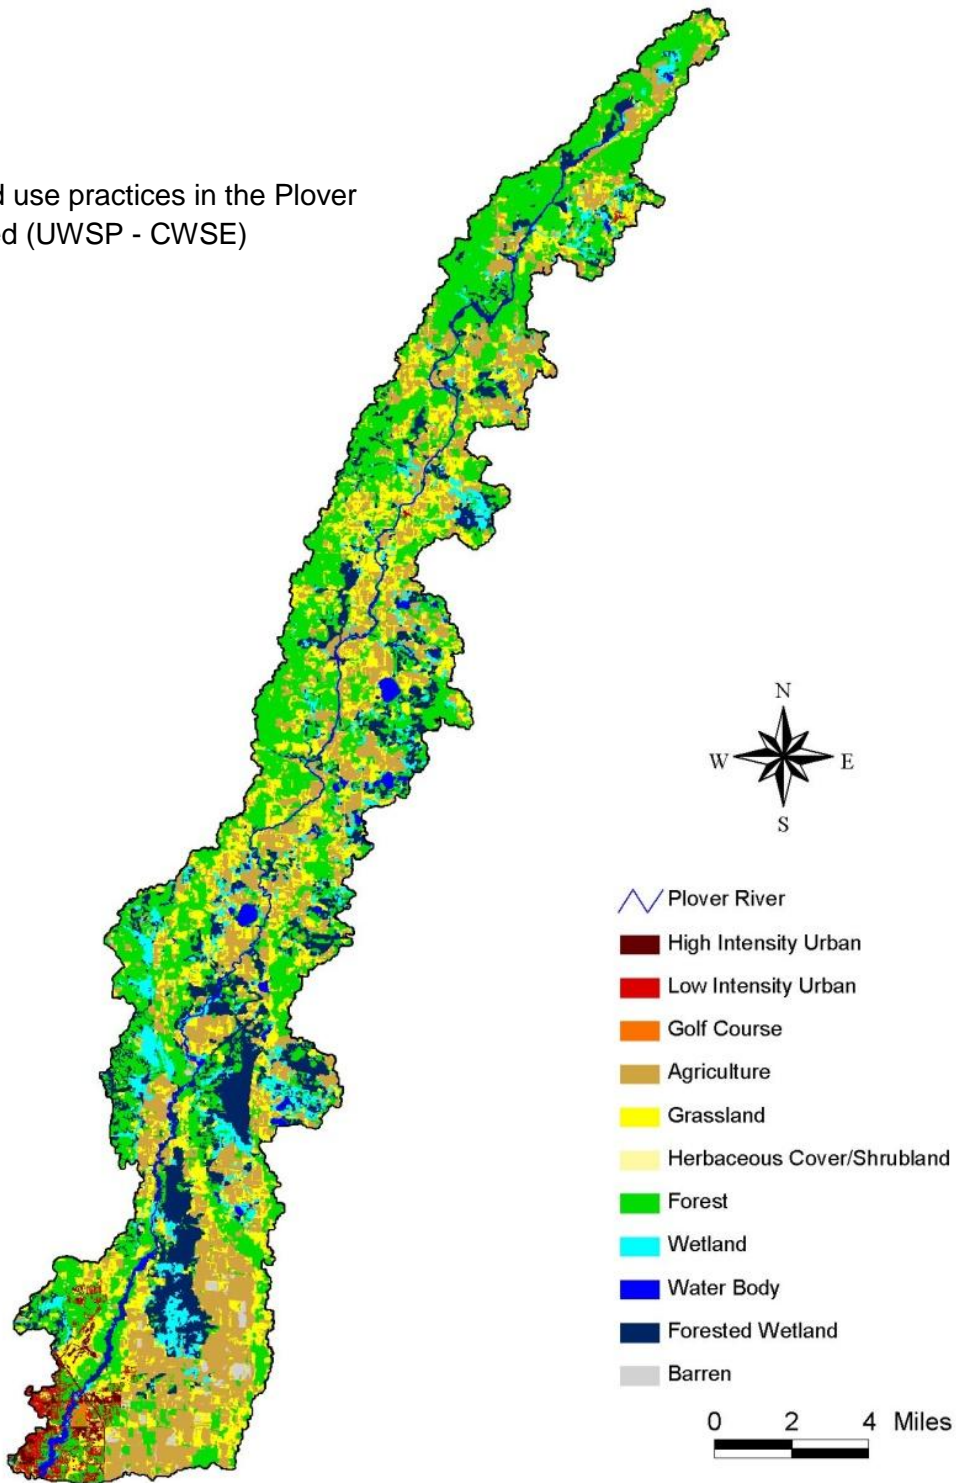 d use practices in the Plover
ed (UWSP - CWSE)
N
W E
S
Plover River
High Intensity Urban
Low Intensity Urban
Golf Course
Agriculture
Grassland
Herbaceous Cover/Shrubland
Forest
Wetland
Water Body
Forested Wetland
Barren
0 2 4 Miles